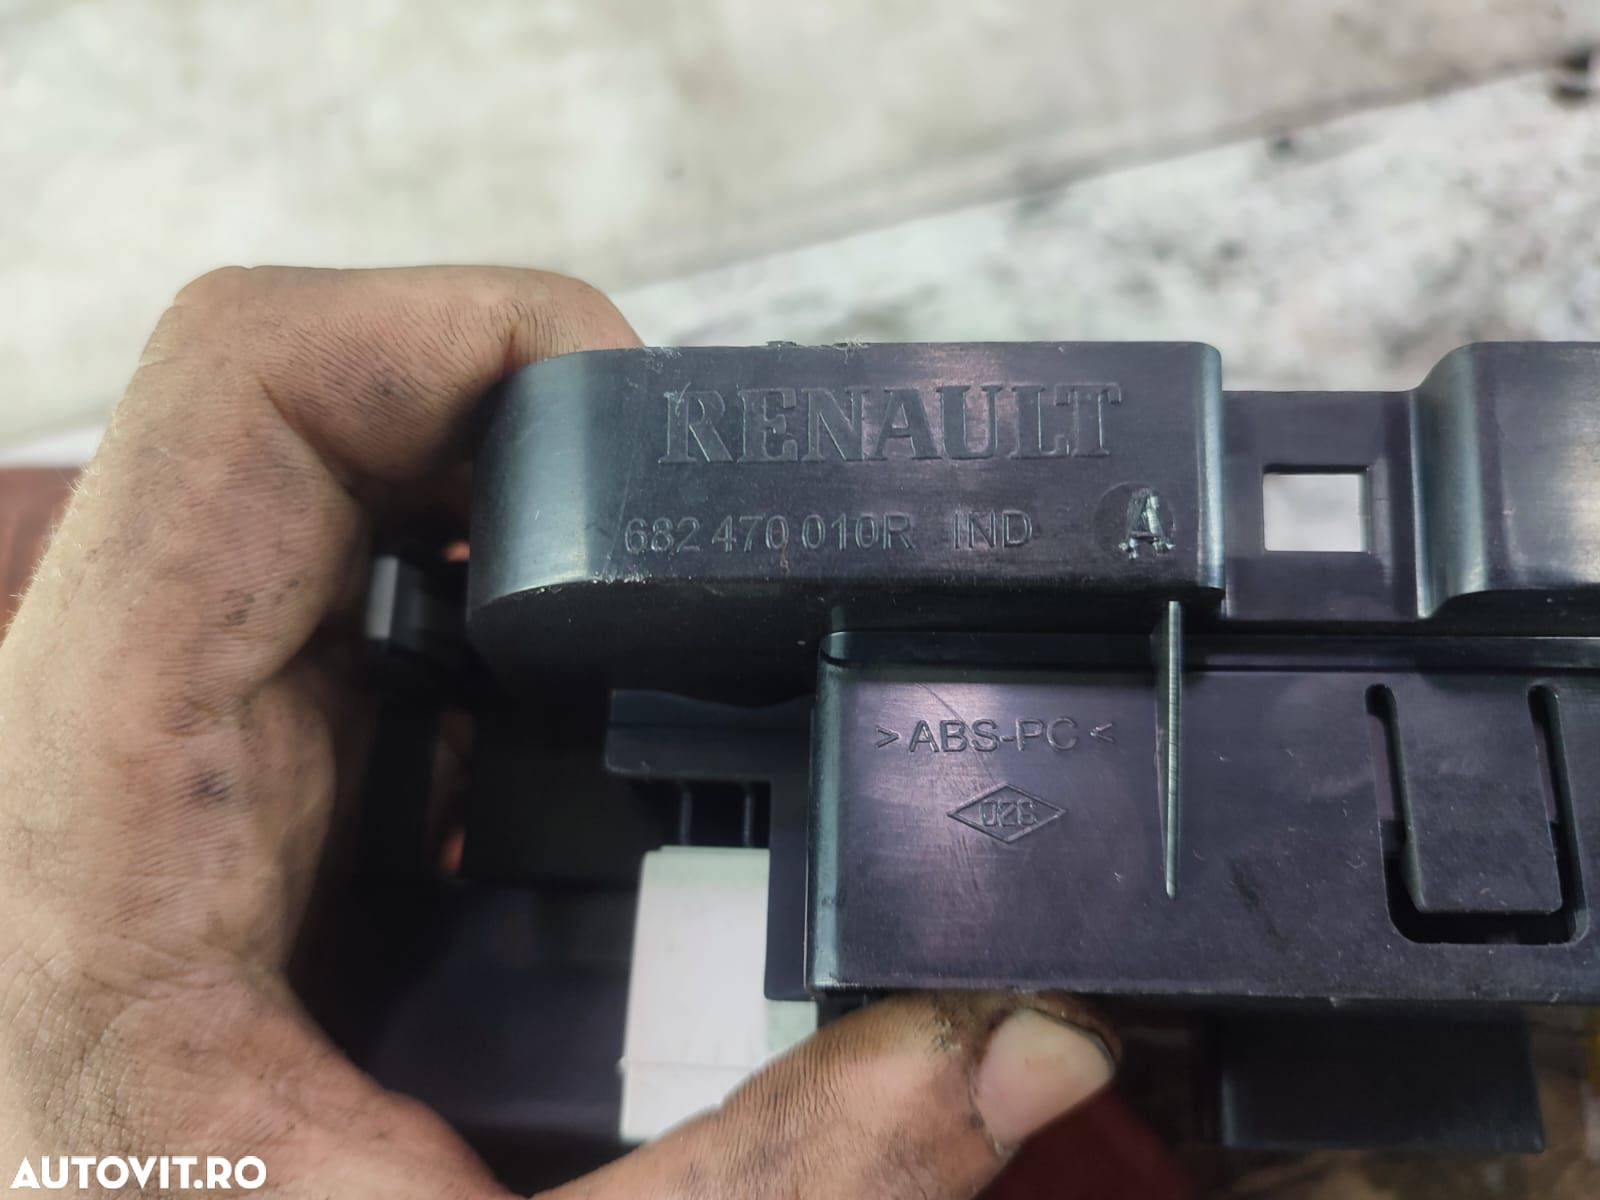 RENAULT
682 470 010R IND A
> ABS-PC <
AUTOVIT.RO